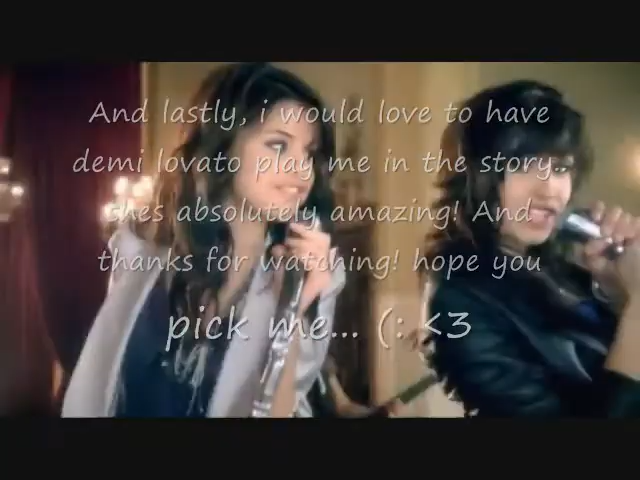 And lastly, i would love to have
demi lovato play me in the story..
shes absolutely amazing! And
thanks for watching! hope you
pick me... (: <3